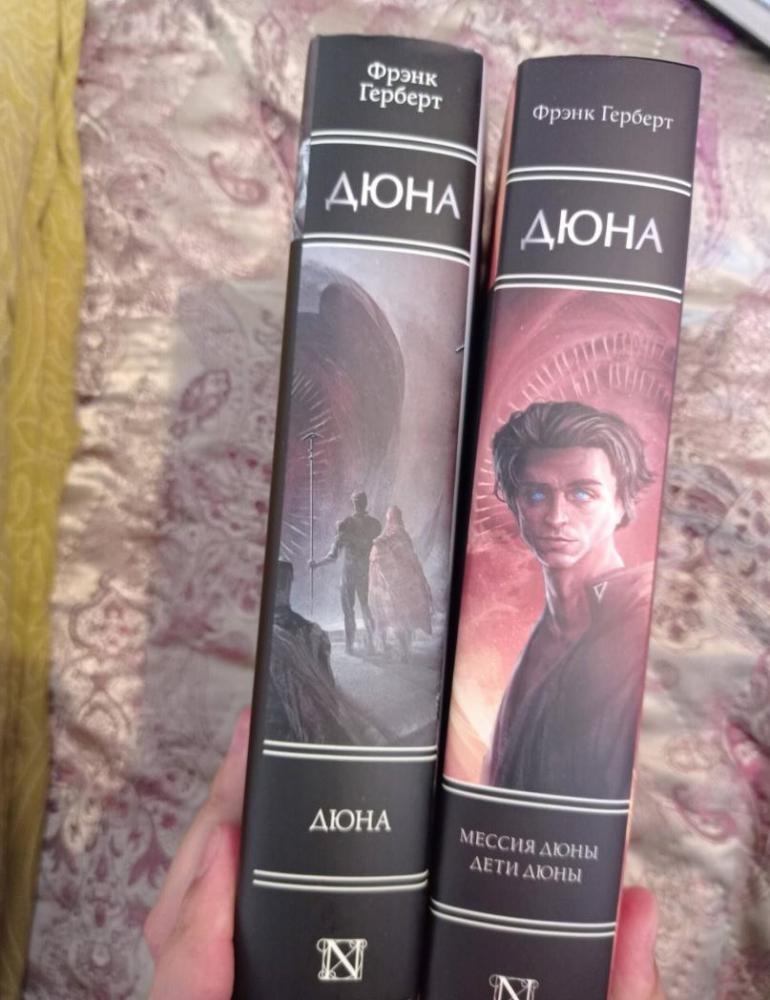 Фрэнк
Герберт
ДЮНА
ДЮНА
N
Фрэнк Герберт
ДЮНА
МЕССИЯ ДЮНЫ
ДЕТИ ДЮНЫ
N